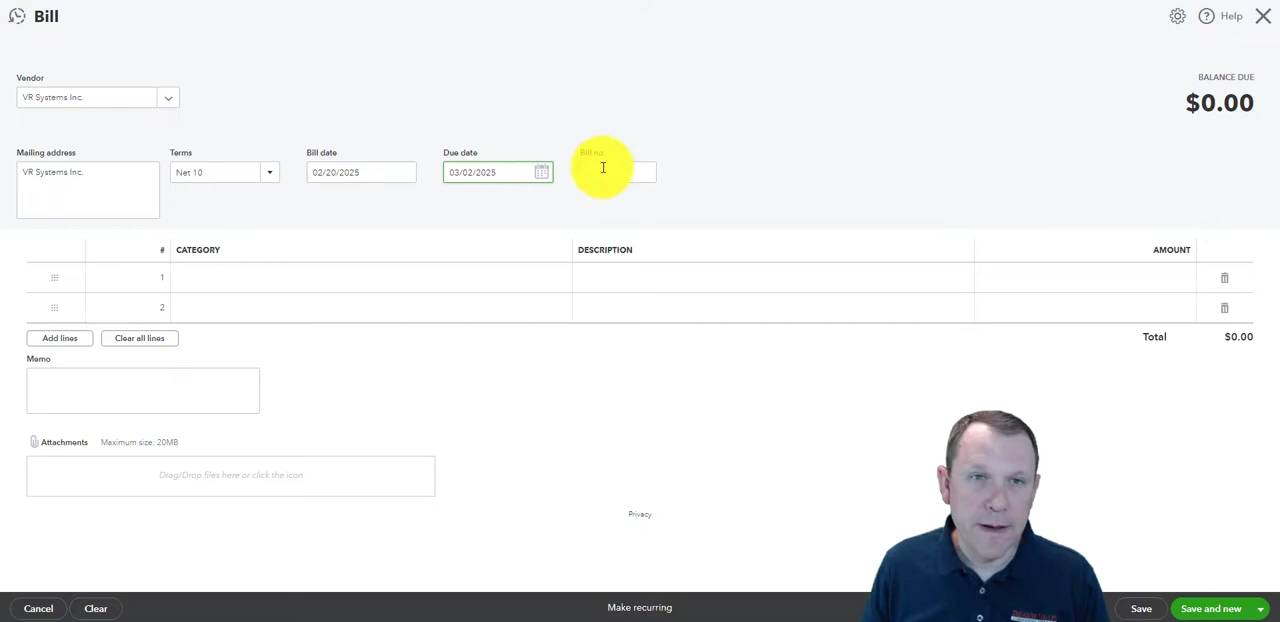 Bill
Help
Vendor
VR Systems Inc.
BALANCE DUE
$0.00
Mailing address
VR Systems Inc.
Terms
Net 10
Bill date
02/20/2025
Due date
03/02/2025
Bill no.
# CATEGORY DESCRIPTION AMOUNT
1
2
Add lines Clear all lines Total $0.00
Memo
Attachments Maximum size: 20MB
Drag/Drop files here or click the icon
Privacy
Cancel Clear Make recurring Save Save and new